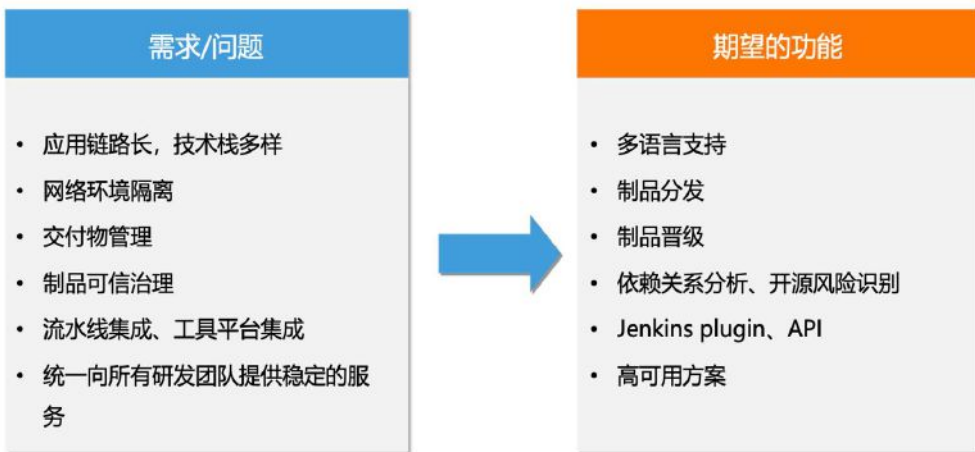 需求/问题
• 应用链路长，技术栈多样
• 网络环境隔离
• 交付物管理
• 制品可信治理
• 流水线集成、工具平台集成
• 统一向所有研发团队提供稳定的服
务
期望的功能
• 多语言支持
• 制品分发
• 制品晋级
• 依赖关系分析、开源风险识别
• Jenkins plugin、API
• 高可用方案